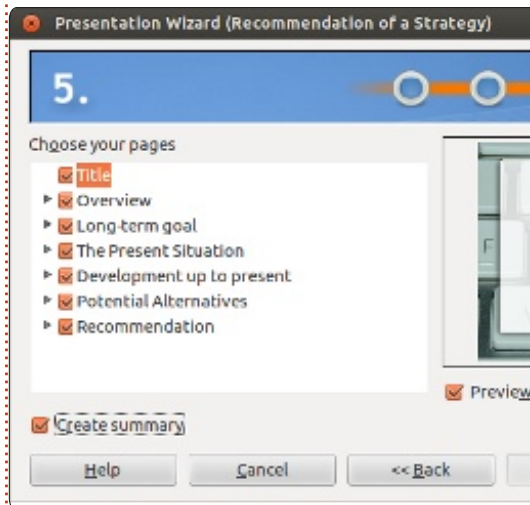 Presentation Wizard (Recommendation of a Strategy)
5.
Choose your pages
Title
Overview
Long-term goal
The Present Situation
Development up to present
Potential Alternatives
Recommendation
F
Preview
Create summary
Help
Cancel
<< Back